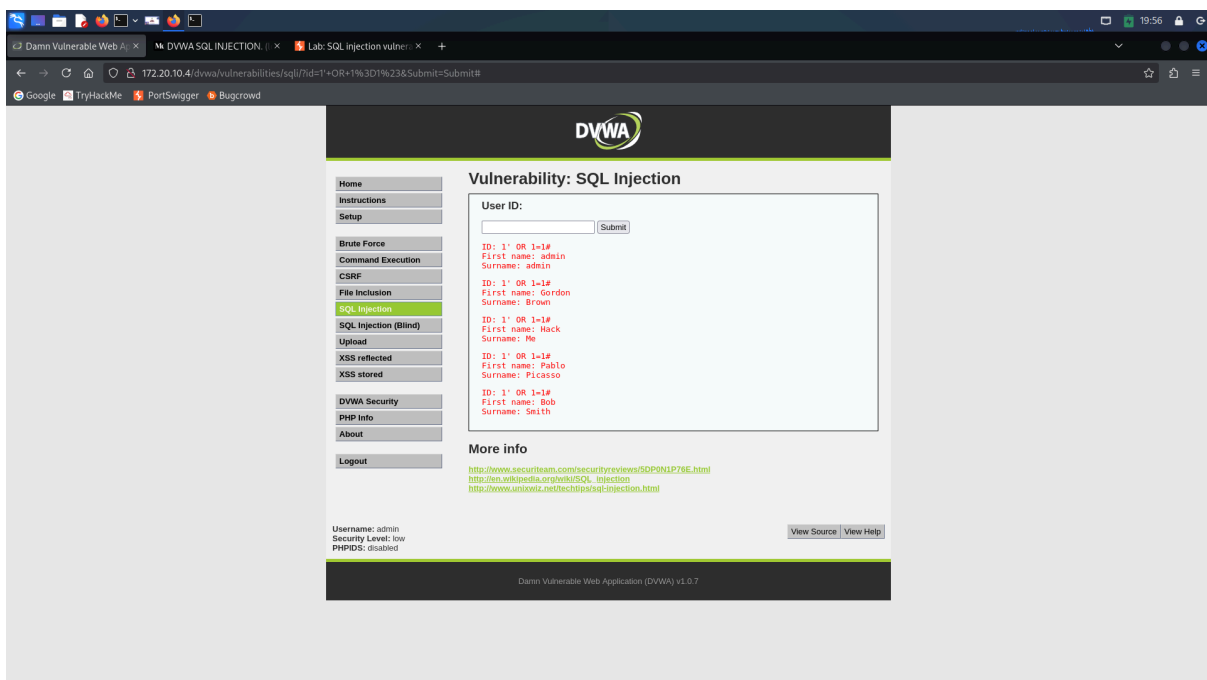 19:56
Damn Vulnerable Web Ap
DVWA SQL INJECTION. (
Lab: SQL injection vulnera
172.20.10.4/dvwa/vulnerabilities/sqli/?id=1'+OR+1%3D1%23&Submit=Submit#
Google TryHackMe PortSwigger Bugcrowd
DVWA
Home
Instructions
Setup
Brute Force
Command Execution
CSRF
File Inclusion
SQL Injection
SQL Injection (Blind)
Upload
XSS reflected
XSS stored
DVWA Security
PHP Info
About
Logout
Vulnerability: SQL Injection
User ID:
Submit
ID: 1' OR 1=1#
First name: admin
Surname: admin
ID: 1' OR 1=1#
First name: Gordon
Surname: Brown
ID: 1' OR 1=1#
First name: Hack
Surname: Me
ID: 1' OR 1=1#
First name: Pablo
Surname: Picasso
ID: 1' OR 1=1#
First name: Bob
Surname: Smith
More info
http://www.securiteam.com/securityreviews/5DP0N1P76E.html
http://en.wikipedia.org/wiki/SQL_injection
http://www.unixwiz.net/techtips/sql-injection.html
Username: admin
Security Level: low
PHPIDS: disabled
View Source View Help
Damn Vulnerable Web Application (DVWA) v1.0.7